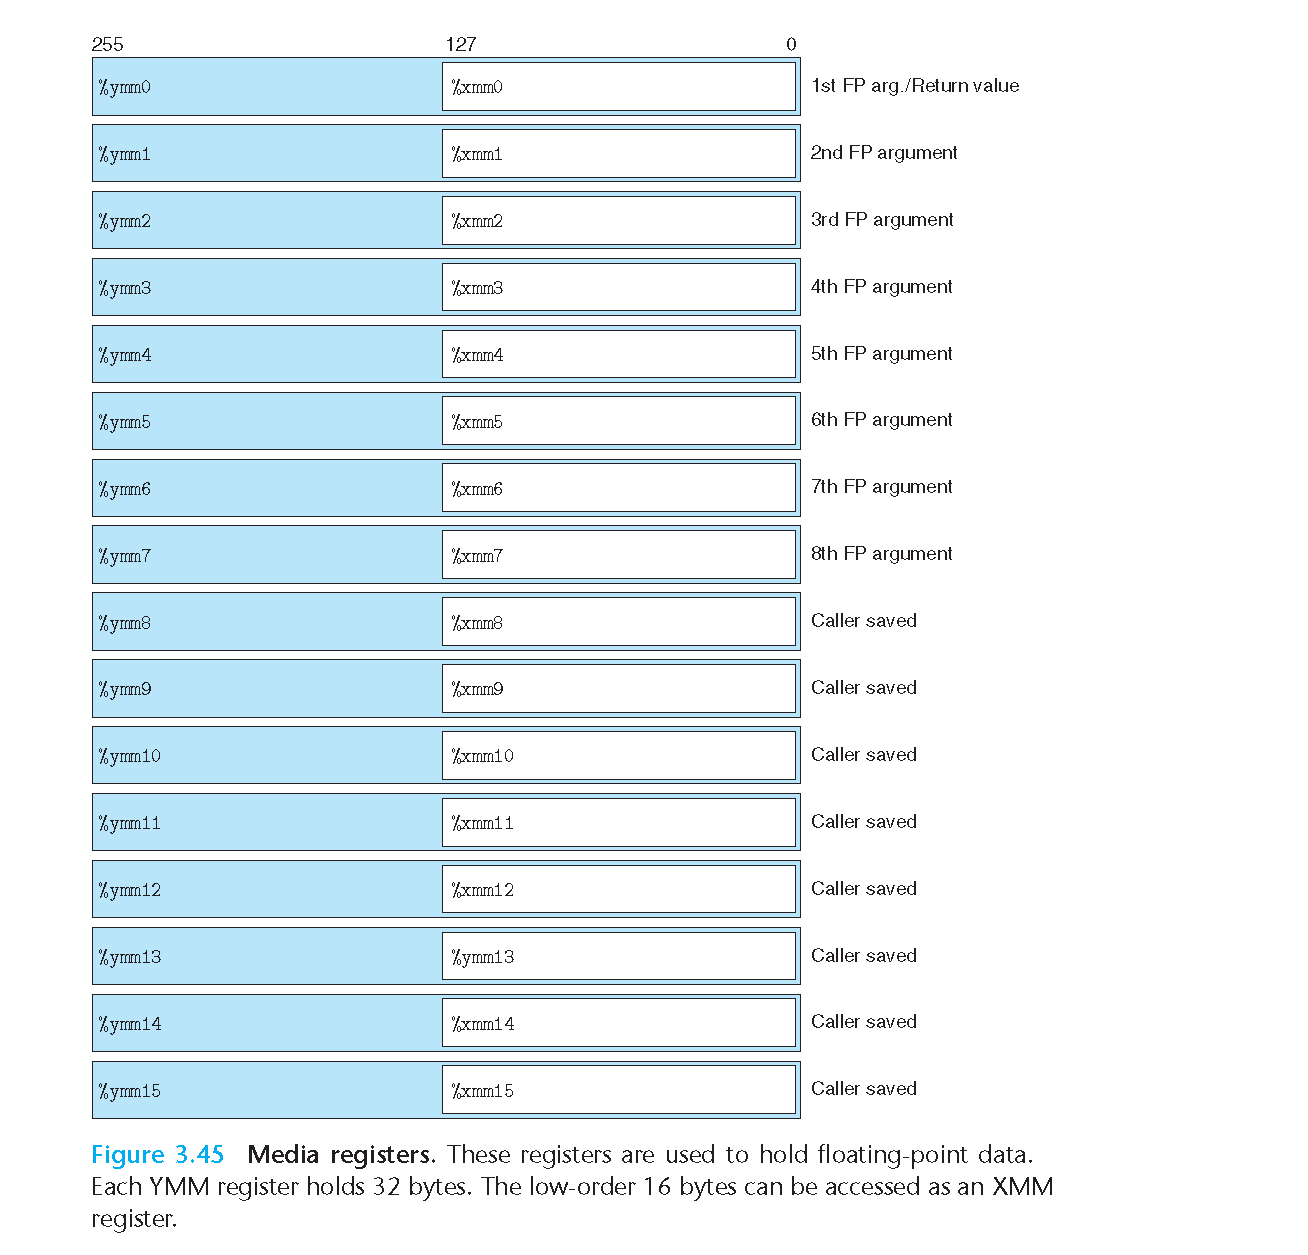 255 127 0
%ymm0 %xmm0 1st FP arg./Return value
%ymm1 %xmm1 2nd FP argument
%ymm2 %xmm2 3rd FP argument
%ymm3 %xmm3 4th FP argument
%ymm4 %xmm4 5th FP argument
%ymm5 %xmm5 6th FP argument
%ymm6 %xmm6 7th FP argument
%ymm7 %xmm7 8th FP argument
%ymm8 %xmm8 Caller saved
%ymm9 %xmm9 Caller saved
%ymm10 %xmm10 Caller saved
%ymm11 %xmm11 Caller saved
%ymm12 %xmm12 Caller saved
%ymm13 %ymm13 Caller saved
%ymm14 %xmm14 Caller saved
%ymm15 %xmm15 Caller saved
Figure 3.45 Media registers. These registers are used to hold floating-point data.
Each YMM register holds 32 bytes. The low-order 16 bytes can be accessed as an XMM
register.